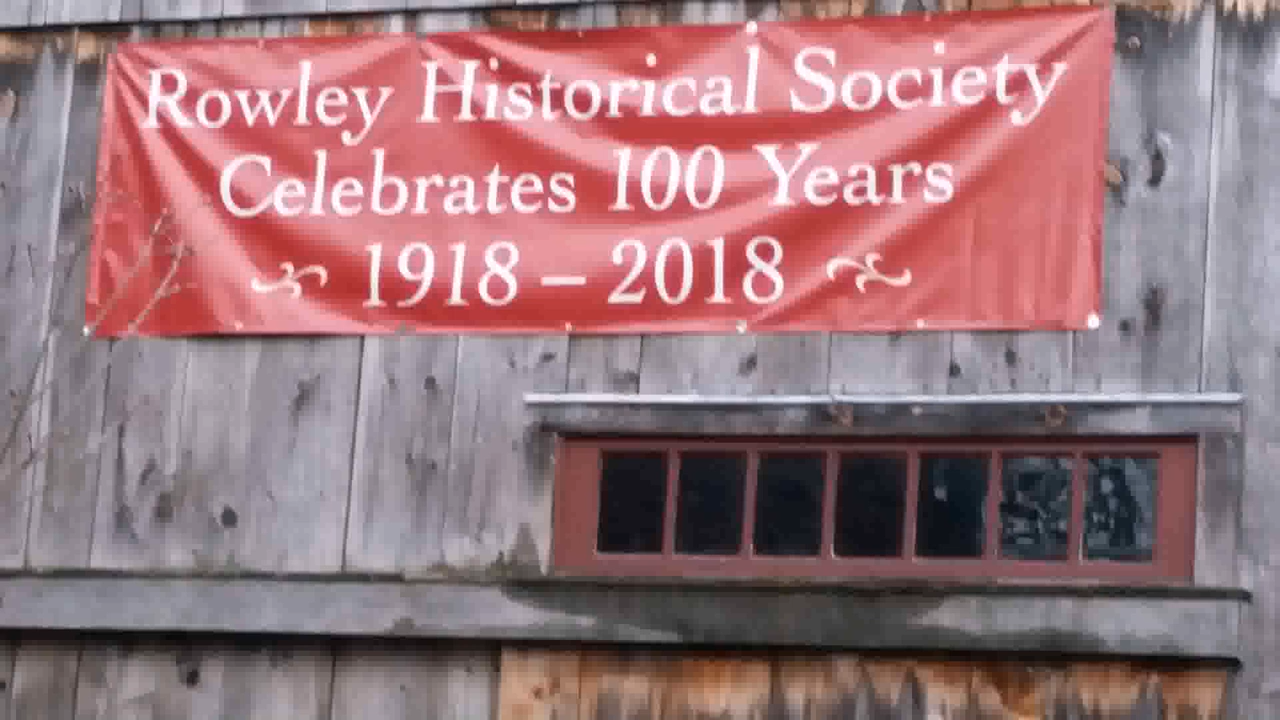 Rowley Historical Society
Celebrates 100 Years
1918 – 2018